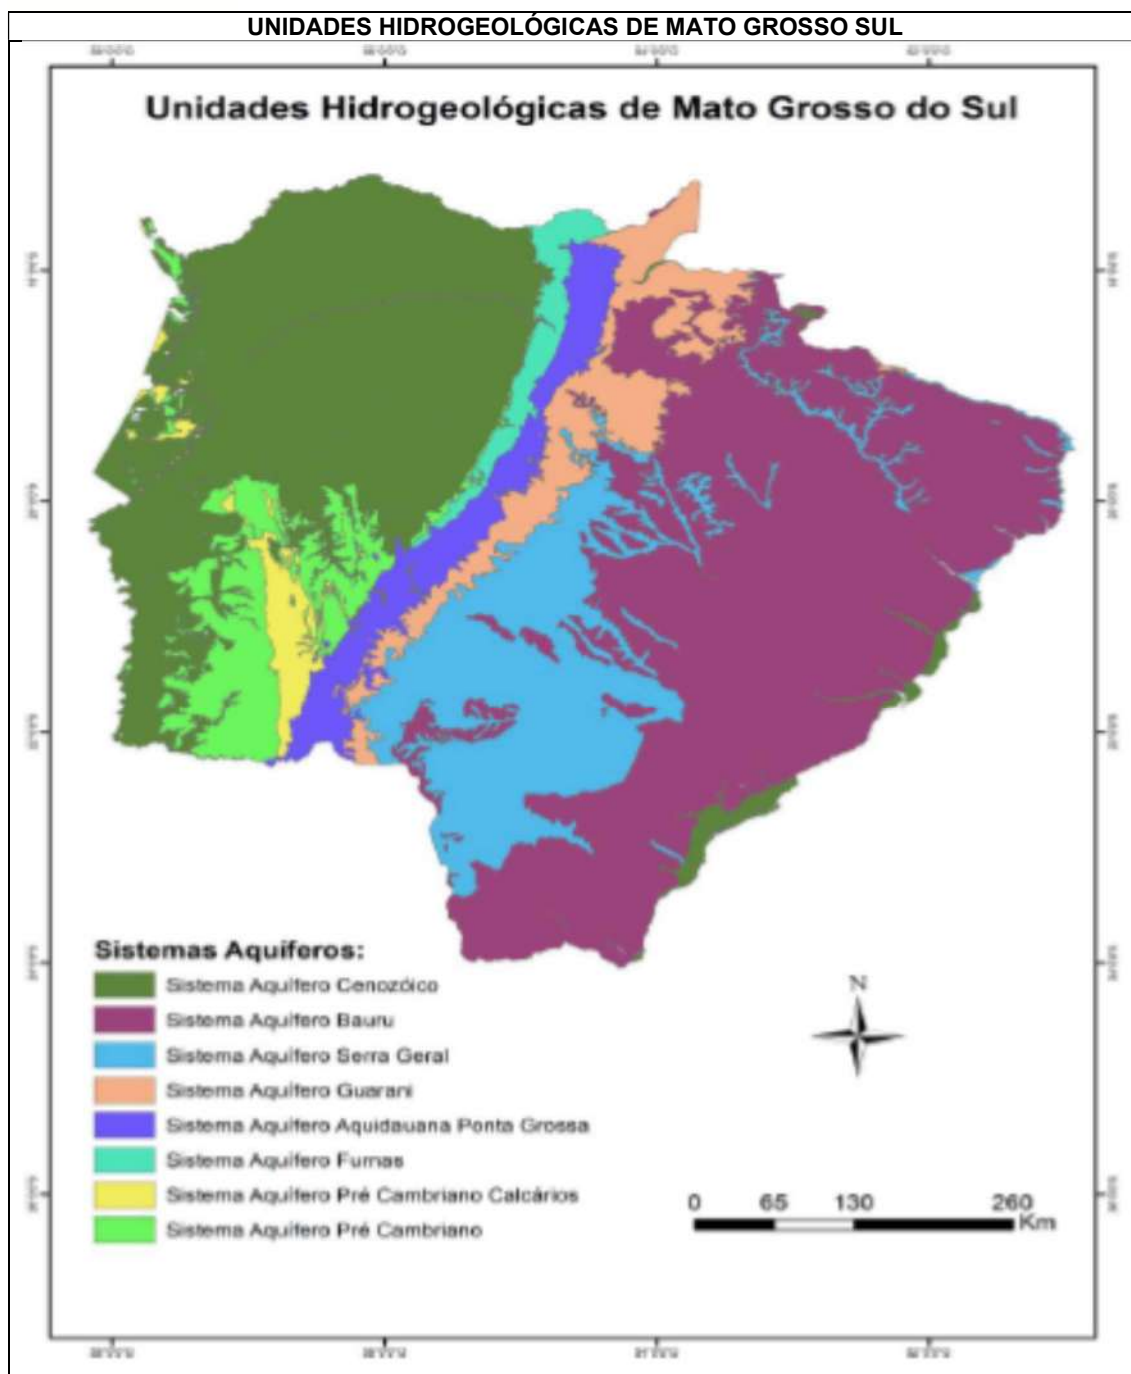 UNIDADES HIDROGEOLÓGICAS DE MATO GROSSO SUL
Unidades Hidrogeológicas de Mato Grosso do Sul
Sistemas Aquíferos:
Sistema Aquífero Cenozóico
Sistema Aquífero Bauru
Sistema Aquífero Serra Geral
Sistema Aquífero Guarani
Sistema Aquífero Aquidauana Ponta Grossa
Sistema Aquífero Furnas
Sistema Aquífero Pré Cambriano Calcários
Sistema Aquífero Pré Cambriano
N
0 65 130 260
Km